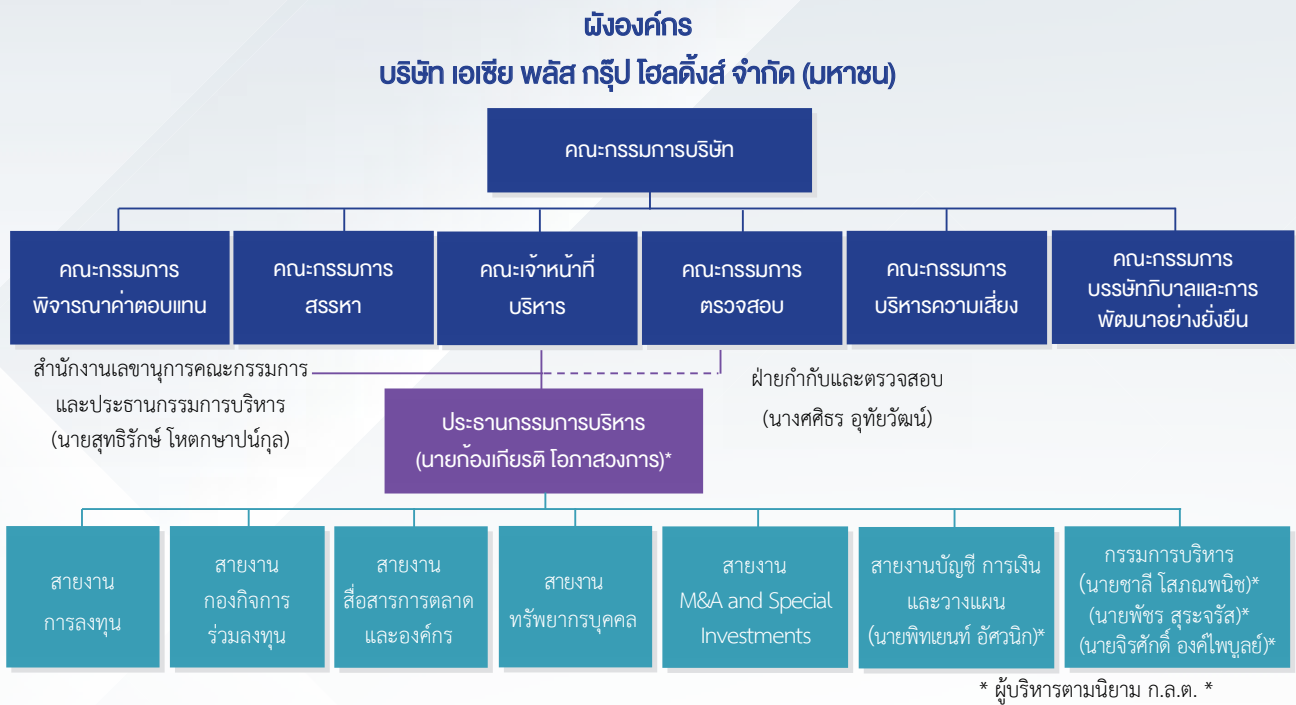 ผังองค์กร
บริษัท เอเซีย พลัส กรุ๊ป โฮลดิ้งส์ จำกัด (มหาชน)
คณะกรรมการบริษัท
คณะกรรมการ
พิจารณาค่าตอบแทน
คณะกรรมการ
สรรหา
คณะเจ้าหน้าที่
บริหาร
คณะกรรมการ
ตรวจสอบ
คณะกรรมการ
บริหารความเสี่ยง
คณะกรรมการ
บรรษัทภิบาลและการ
พัฒนาอย่างยั่งยืน
สำนักงานเลขานุการคณะกรรมการ
และประธานกรรมการบริหาร
(นายสุทธิรักษ์ โหตกษาปน์กุล)
ฝ่ายกำกับและตรวจสอบ
(นางศศิธร อุทัยวัฒน์)
ประธานกรรมการบริหาร
(นายก้องเกียรติ โอภาสวงการ)*
สายงาน
การลงทุน
สายงาน
กองกิจการ
ร่วมลงทุน
สายงาน
สื่อสารการตลาด
และองค์กร
สายงาน
ทรัพยากรบุคคล
สายงาน
M&A and Special
Investments
สายงานบัญชี การเงิน
และวางแผน
(นายพิทเยนท์ อัศวนิก)*
กรรมการบริหาร
(นายชาลี โสภณพนิช)*
(นายพัชร สุระจรัส)*
(นายจิรศักดิ์ องค์ไพบูลย์)*
* ผู้บริหารตามนิยาม ก.ล.ต. *